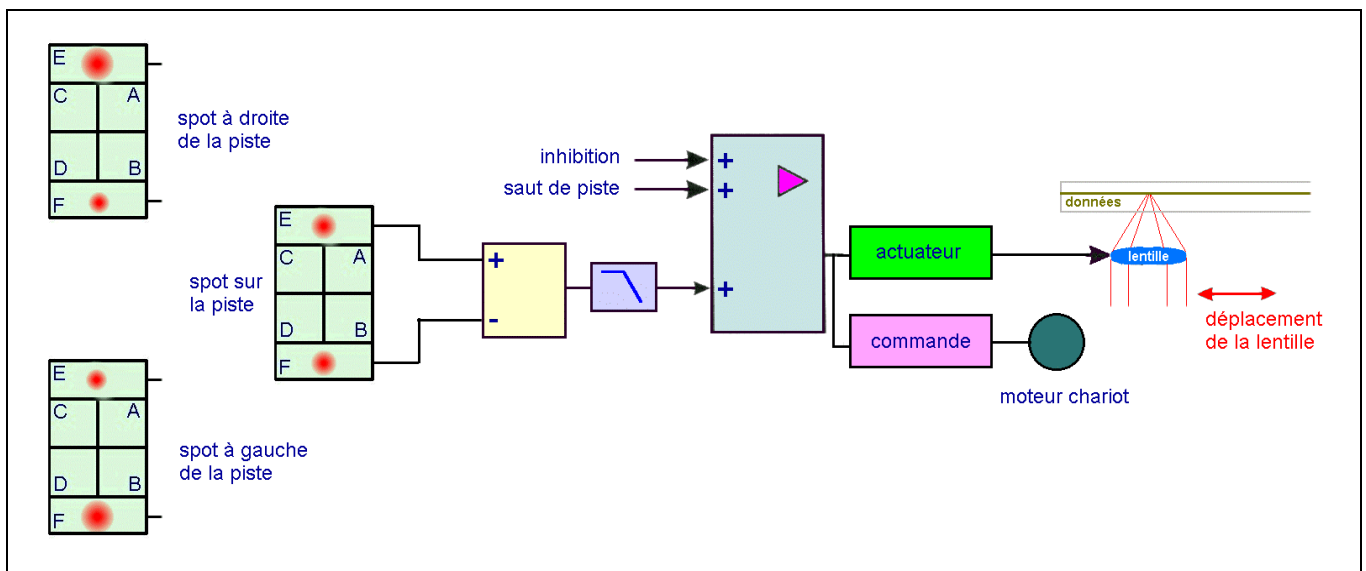 E
C A
D B
F
spot à droite
de la piste
E
C A
D B
F
spot sur
la piste
E
C A
D B
F
spot à gauche
de la piste
+
-
inhibition
saut de piste
+
+
+
actuateur
commande
moteur chariot
données
lentille
déplacement
de la lentille